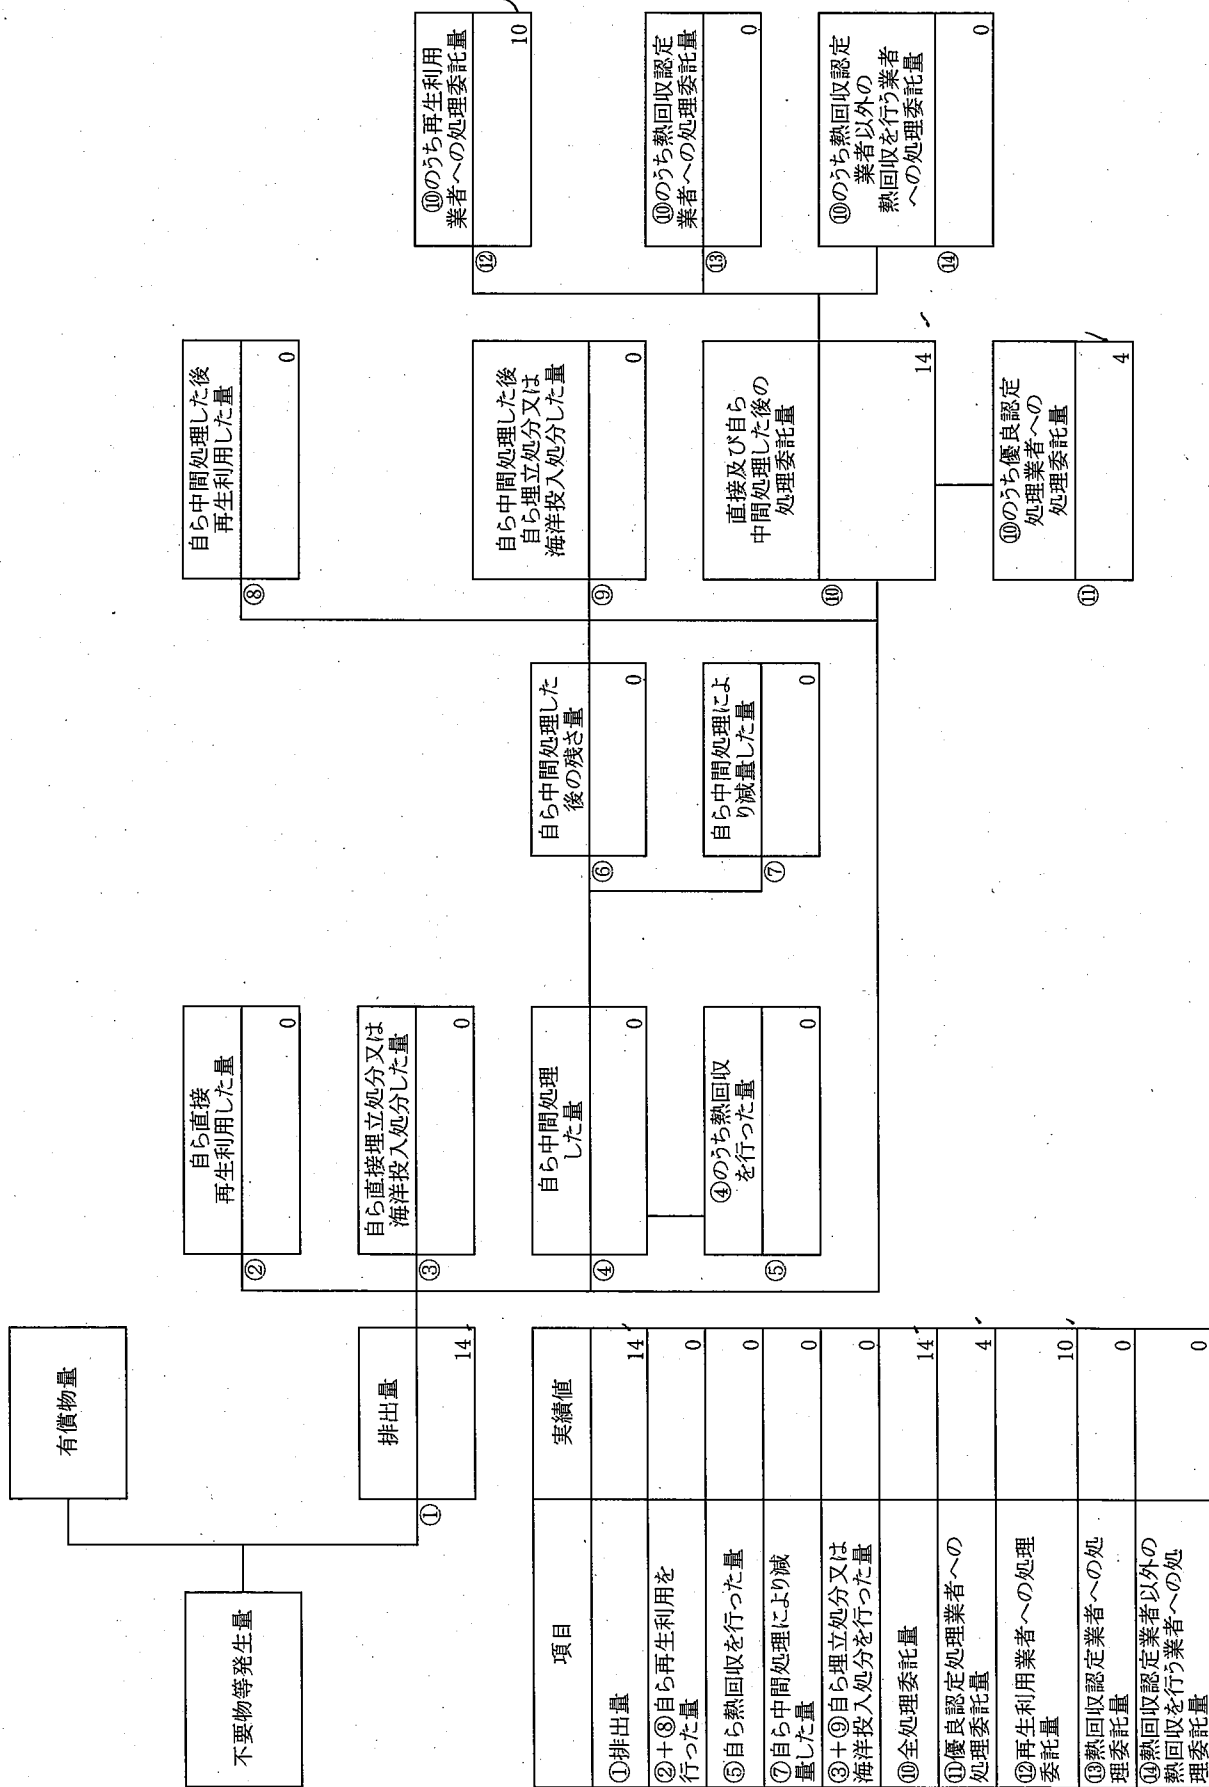 不要物等発生量
有償物量
①
排出量
14
②
自ら直接
再生利用した量
0
③
自ら直接埋立処分又は
海洋投入処分した量
0
④
自ら中間処理
した量
0
⑤
④のうち熱回収
を行った量
0
⑥
自ら中間処理した
後の残さ量
0
⑦
自ら中間処理によ
り減量した量
0
⑧
自ら中間処理した後
再生利用した量
0
⑨
自ら中間処理した後
自ら埋立処分又は
海洋投入処分した量
0
⑩
直接及び自ら
中間処理した後の
処理委託量
14
⑪
⑩のうち優良認定
処理業者への
処理委託量
4
⑫
⑩のうち再生利用
業者への処理委託量
10
⑬
⑩のうち熱回収認定
業者への処理委託量
0
⑭
⑩のうち熱回収認定
業者以外の
熱回収を行う業者
への処理委託量
0
項目
実績値
①排出量
14
②+⑧自ら再生利用を
行った量
0
⑤自ら熱回収を行った量
0
⑦自ら中間処理により減
量した量
0
③+⑨自ら埋立処分又は
海洋投入処分を行った量
0
⑩全処理委託量
14
⑪優良認定処理業者への
処理委託量
4
⑫再生利用業者への処理
委託量
10
⑬熱回収認定業者への処
理委託量
0
⑭熱回収認定業者以外の
熱回収を行う業者への処
理委託量
0